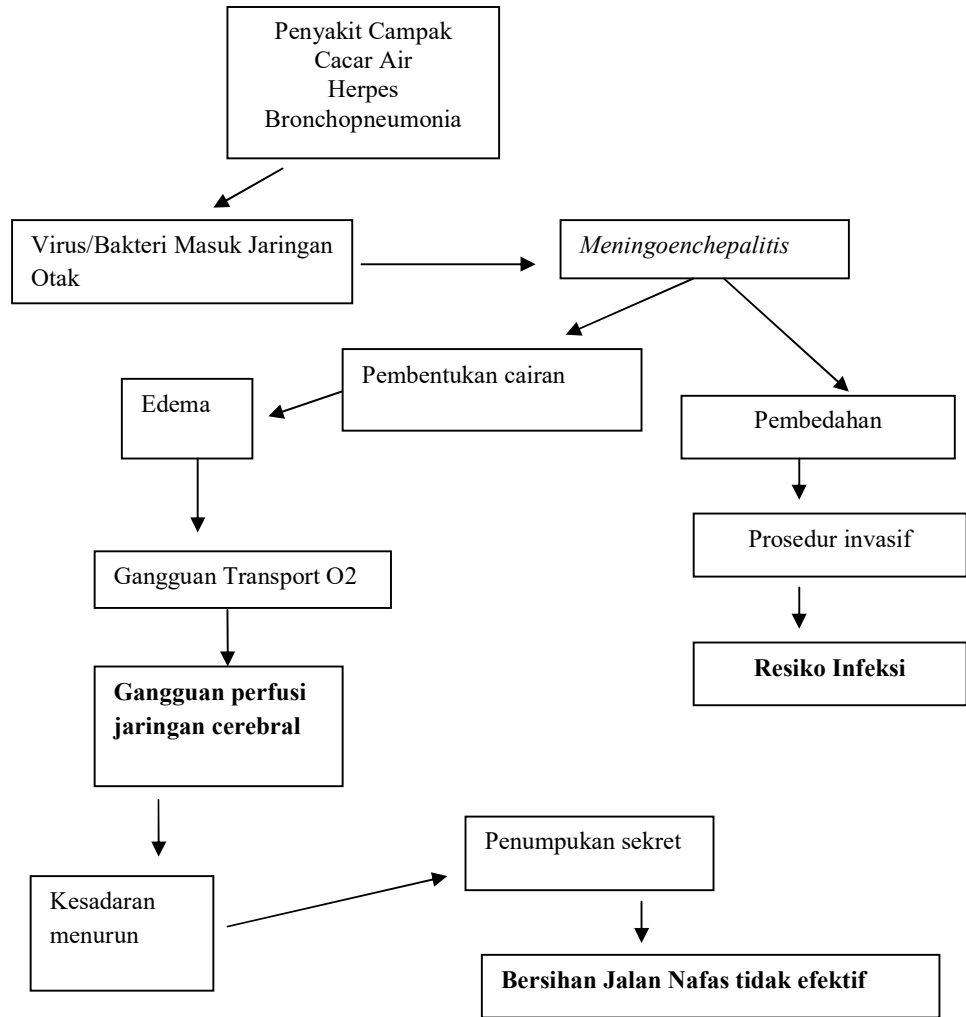 Penyakit Campak
Cacar Air
Herpes
Bronchopneumonia
Virus/Bakteri Masuk Jaringan
Otak
Meningoenchepalitis
Pembentukan cairan
Edema
Pembedahan
Prosedur invasif
Gangguan Transport O2
Resiko Infeksi
Gangguan perfusi
jaringan cerebral
Penumpukan sekret
Kesadaran
menurun
Bersihan Jalan Nafas tidak efektif